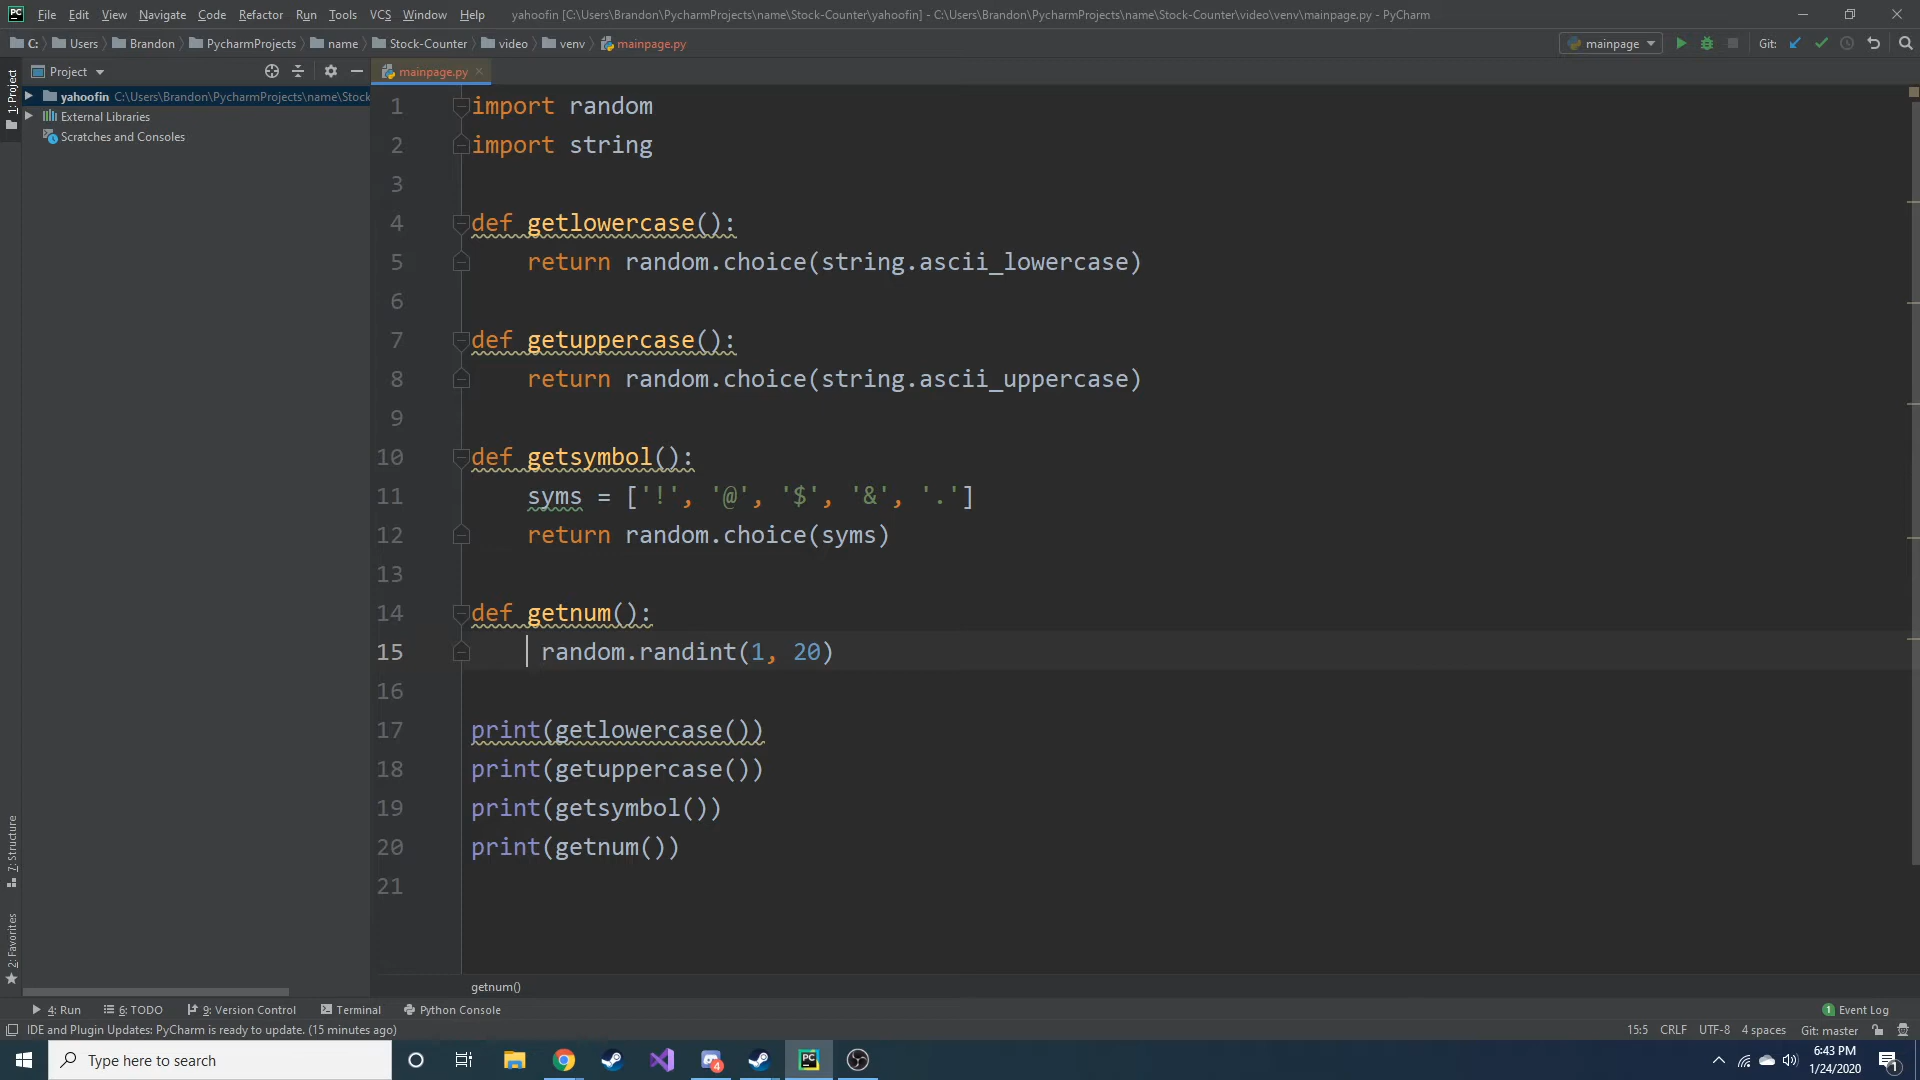 PC File Edit View Navigate Code Refactor Run Tools VCS Window Help yahoofin [C:\Users\Brandon\PycharmProjects\name\Stock-Counter\yahoofin] - C:\Users\Brandon\PycharmProjects\name\Stock-Counter\video\venv\mainpage.py - PyCharm
C: Users Brandon PycharmProjects name Stock-Counter video venv mainpage.py mainpage Git:
1: Project
Project mainpage.py
yahoofin C:\Users\Brandon\PycharmProjects\name\Stock
External Libraries
Scratches and Consoles
1 import random
2 import string
3
4 def getlowercase():
5 return random.choice(string.ascii_lowercase)
6
7 def getuppercase():
8 return random.choice(string.ascii_uppercase)
9
10 def getsymbol():
11 syms = ['!', '@', '$', '&', '.']
12 return random.choice(syms)
13
14 def getnum():
15 random.randint(1, 20)
16
17 print(getlowercase())
18 print(getuppercase())
19 print(getsymbol())
20 print(getnum())
21
7: Structure
2: Favorites
getnum()
4: Run 6: TODO 9: Version Control Terminal Python Console 1 Event Log
IDE and Plugin Updates: PyCharm is ready to update. (15 minutes ago) 15:5 CRLF UTF-8 4 spaces Git: master
Type here to search 4 PC 6:43 PM
1/24/2020 1